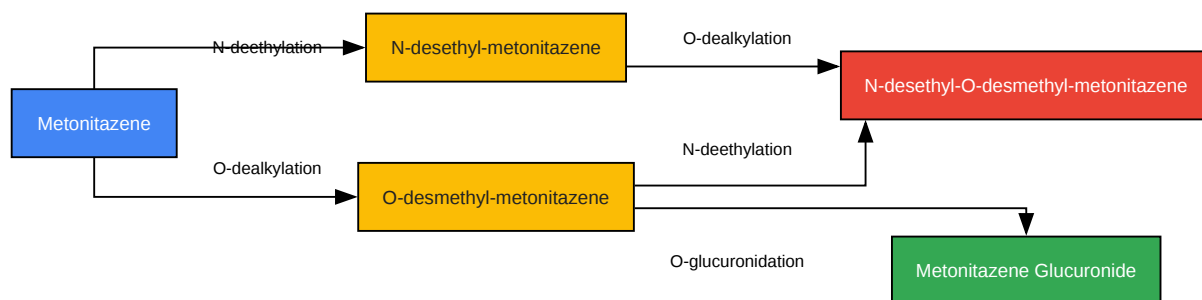 N-deethylation
N-desethyl-metonitazene
O-dealkylation
N-desethyl-O-desmethyl-metonitazene
Metonitazene
O-dealkylation
O-desmethyl-metonitazene
N-deethylation
O-glucuronidation
Metonitazene Glucuronide